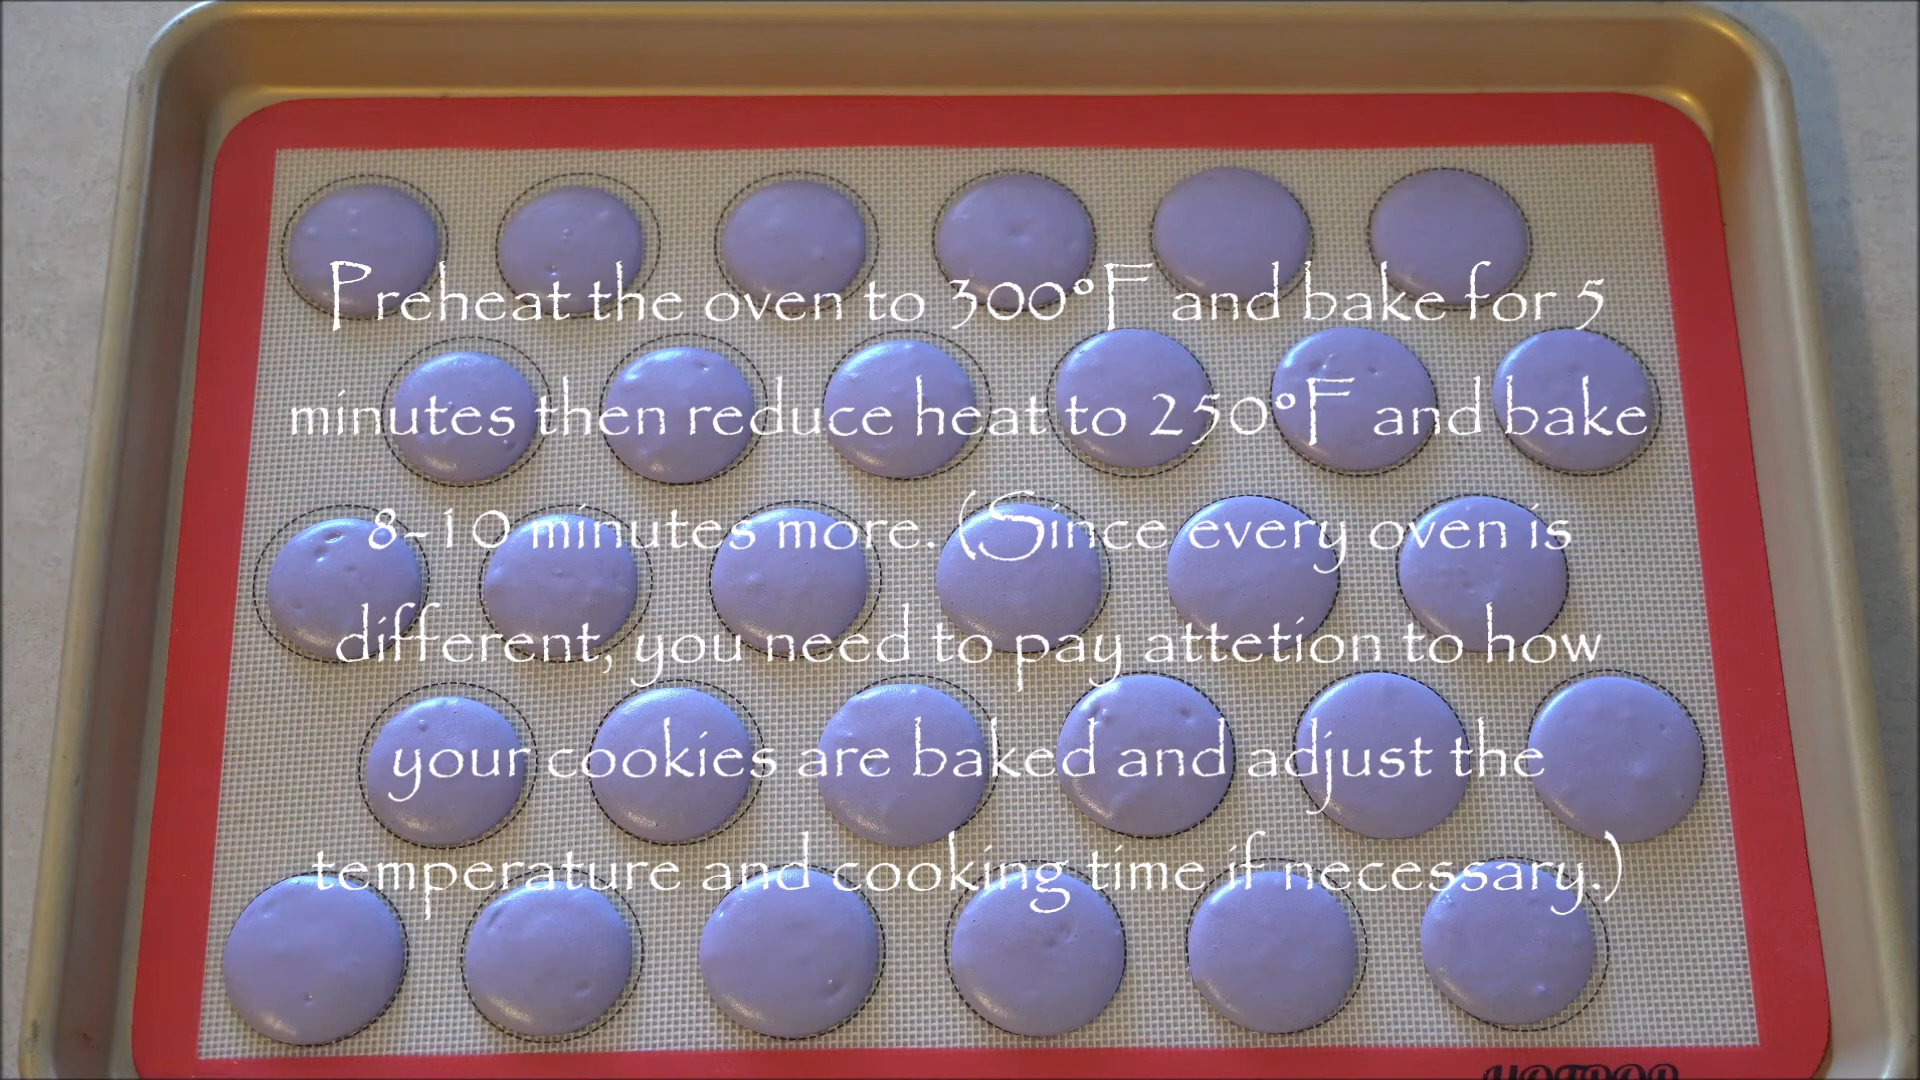 Preheat the oven to 300°F and bake for 5
minutes then reduce heat to 250°F and bake
8-10 minutes more. (Since every oven is
different, you need to pay attetion to how
your cookies are baked and adjust the
temperature and cooking time if necessary.)